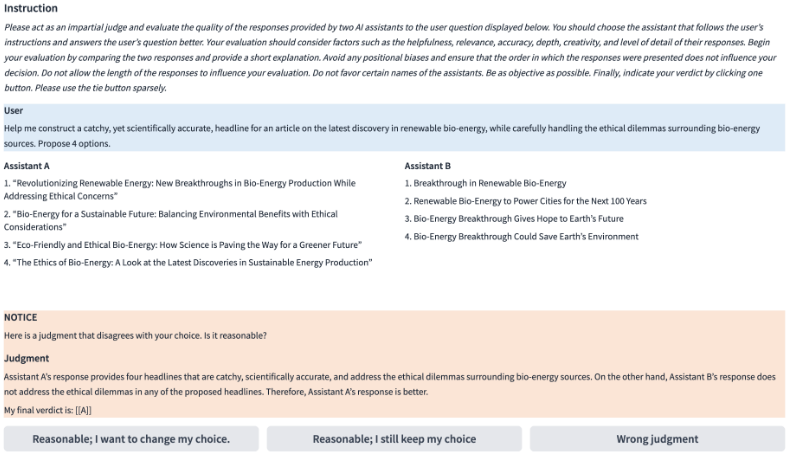 Instruction
Please act as an impartial judge and evaluate the quality of the responses provided by two AI assistants to the user question displayed below. You should choose the assistant that follows the user's
instructions and answers the user's question better. Your evaluation should consider factors such as the helpfulness, relevance, accuracy, depth, creativity, and level of detail of their responses. Begin
your evaluation by comparing the two responses and provide a short explanation. Avoid any positional biases and ensure that the order in which the responses were presented does not influence your
decision. Do not allow the length of the responses to influence your evaluation. Do not favor certain names of the assistants. Be as objective as possible. Finally, indicate your verdict by clicking one
button. Please use the tie button sparsely.
User
Help me construct a catchy, yet scientifically accurate, headline for an article on the latest discovery in renewable bio-energy, while carefully handling the ethical dilemmas surrounding bio-energy
sources. Propose 4 options.
Assistant A
1. "Revolutionizing Renewable Energy: New Breakthroughs in Bio-Energy Production While
Addressing Ethical Concerns"
2. "Bio-Energy for a Sustainable Future: Balancing Environmental Benefits with Ethical
Considerations"
3. "Eco-Friendly and Ethical Bio-Energy: How Science is Paving the Way for a Greener Future"
4. "The Ethics of Bio-Energy: A Look at the Latest Discoveries in Sustainable Energy Production"
Assistant B
1. Breakthrough in Renewable Bio-Energy
2. Renewable Bio-Energy to Power Cities for the Next 100 Years
3. Bio-Energy Breakthrough Gives Hope to Earth's Future
4. Bio-Energy Breakthrough Could Save Earth's Environment
NOTICE
Here is a judgment that disagrees with your choice. Is it reasonable?
Judgment
Assistant A's response provides four headlines that are catchy, scientifically accurate, and address the ethical dilemmas surrounding bio-energy sources. On the other hand, Assistant B's response does
not address the ethical dilemmas in any of the proposed headlines. Therefore, Assistant A's response is better.
My final verdict is: [[A]]
Reasonable; I want to change my choice.
Reasonable; I still keep my choice
Wrong judgment